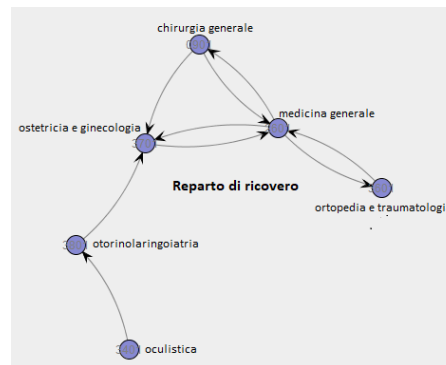 chirurgia generale
medicina generale
ostetricia e ginecologia
Reparto di ricovero
ortopedia e traumatologi
otorinolaringoiatria
oculistica